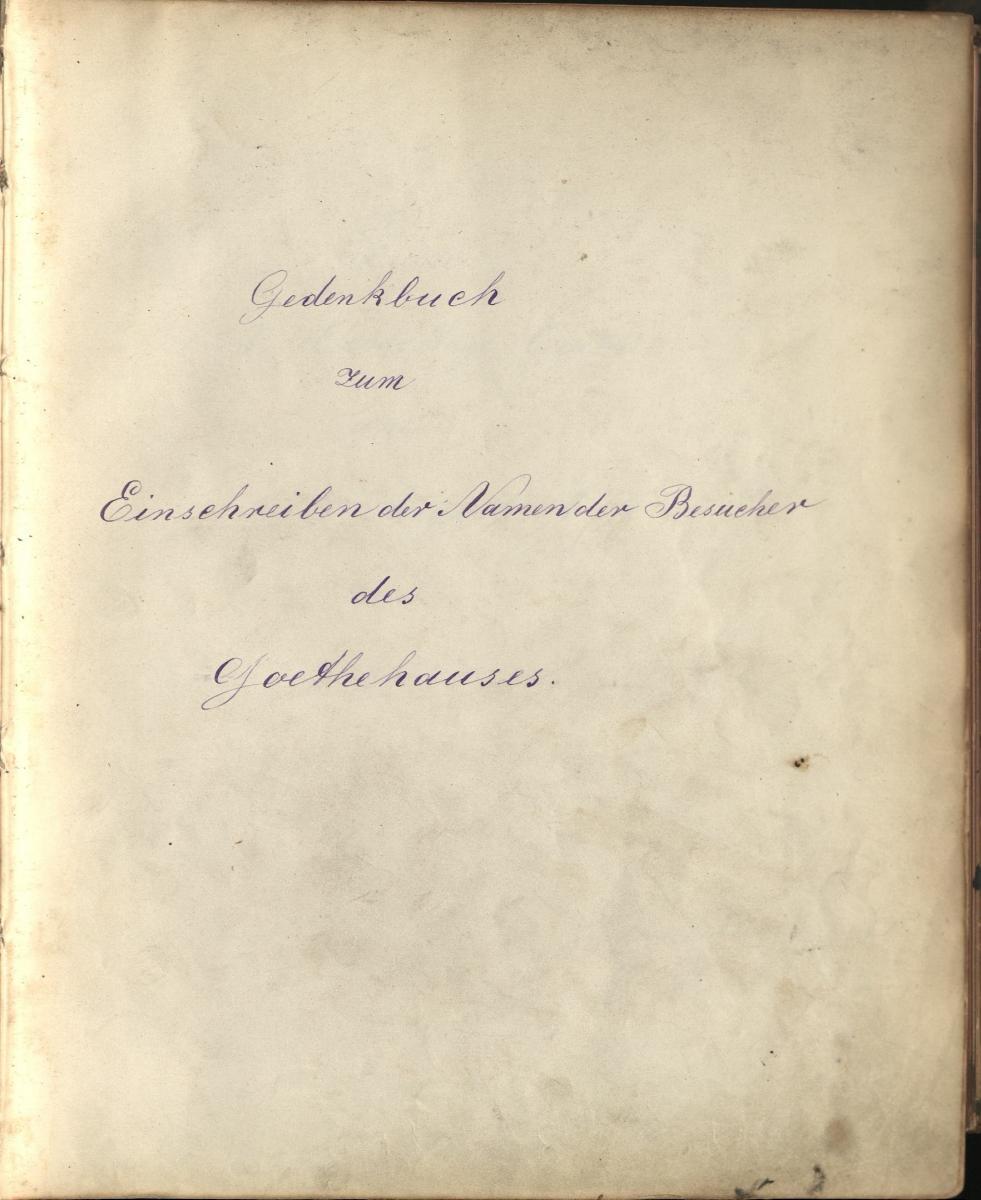 Gedenkbuch
zum
Einschreiben der Namen der Besucher
des
Goethehauses.